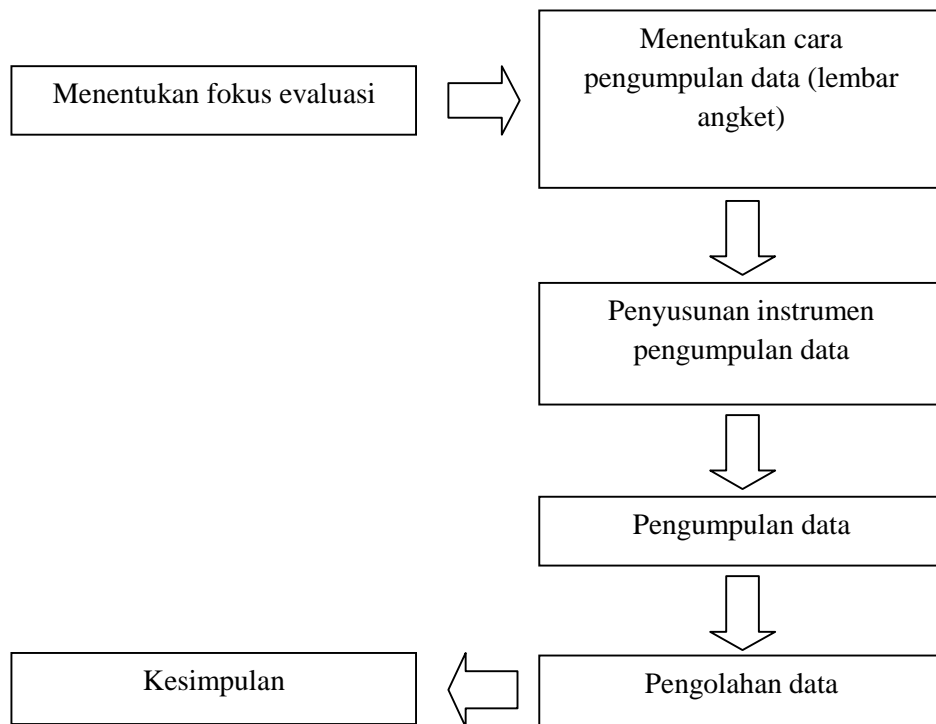 Menentukan fokus evaluasi
Menentukan cara
pengumpulan data (lembar
angket)
Penyusunan instrumen
pengumpulan data
Pengumpulan data
Pengolahan data
Kesimpulan